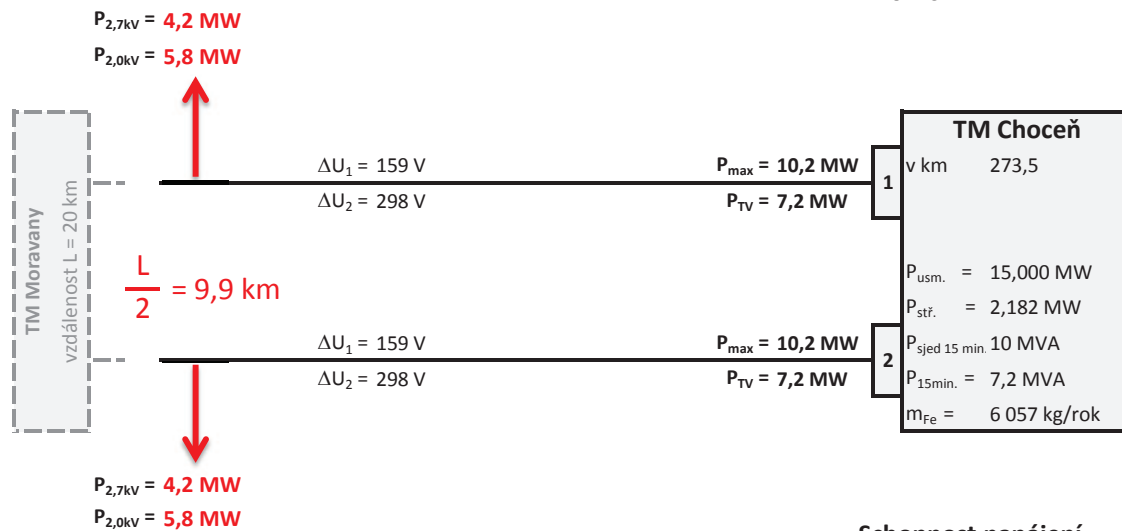 P2,7kV = 4,2 MW
P2,0kV = 5,8 MW
TM Moravany
vzdálenost L = 20 km
ΔU1 = 159 V
ΔU2 = 298 V
Pmax = 10,2 MW
PTV = 7,2 MW
1
L
2
= 9,9 km
ΔU1 = 159 V
ΔU2 = 298 V
Pmax = 10,2 MW
PTV = 7,2 MW
2
TM Choceň
v km 273,5
Pusm. = 15,000 MW
Pstř. = 2,182 MW
Psjed 15 min. 10 MVA
P15min. = 7,2 MVA
mFe = 6 057 kg/rok
P2,7kV = 4,2 MW
P2,0kV = 5,8 MW